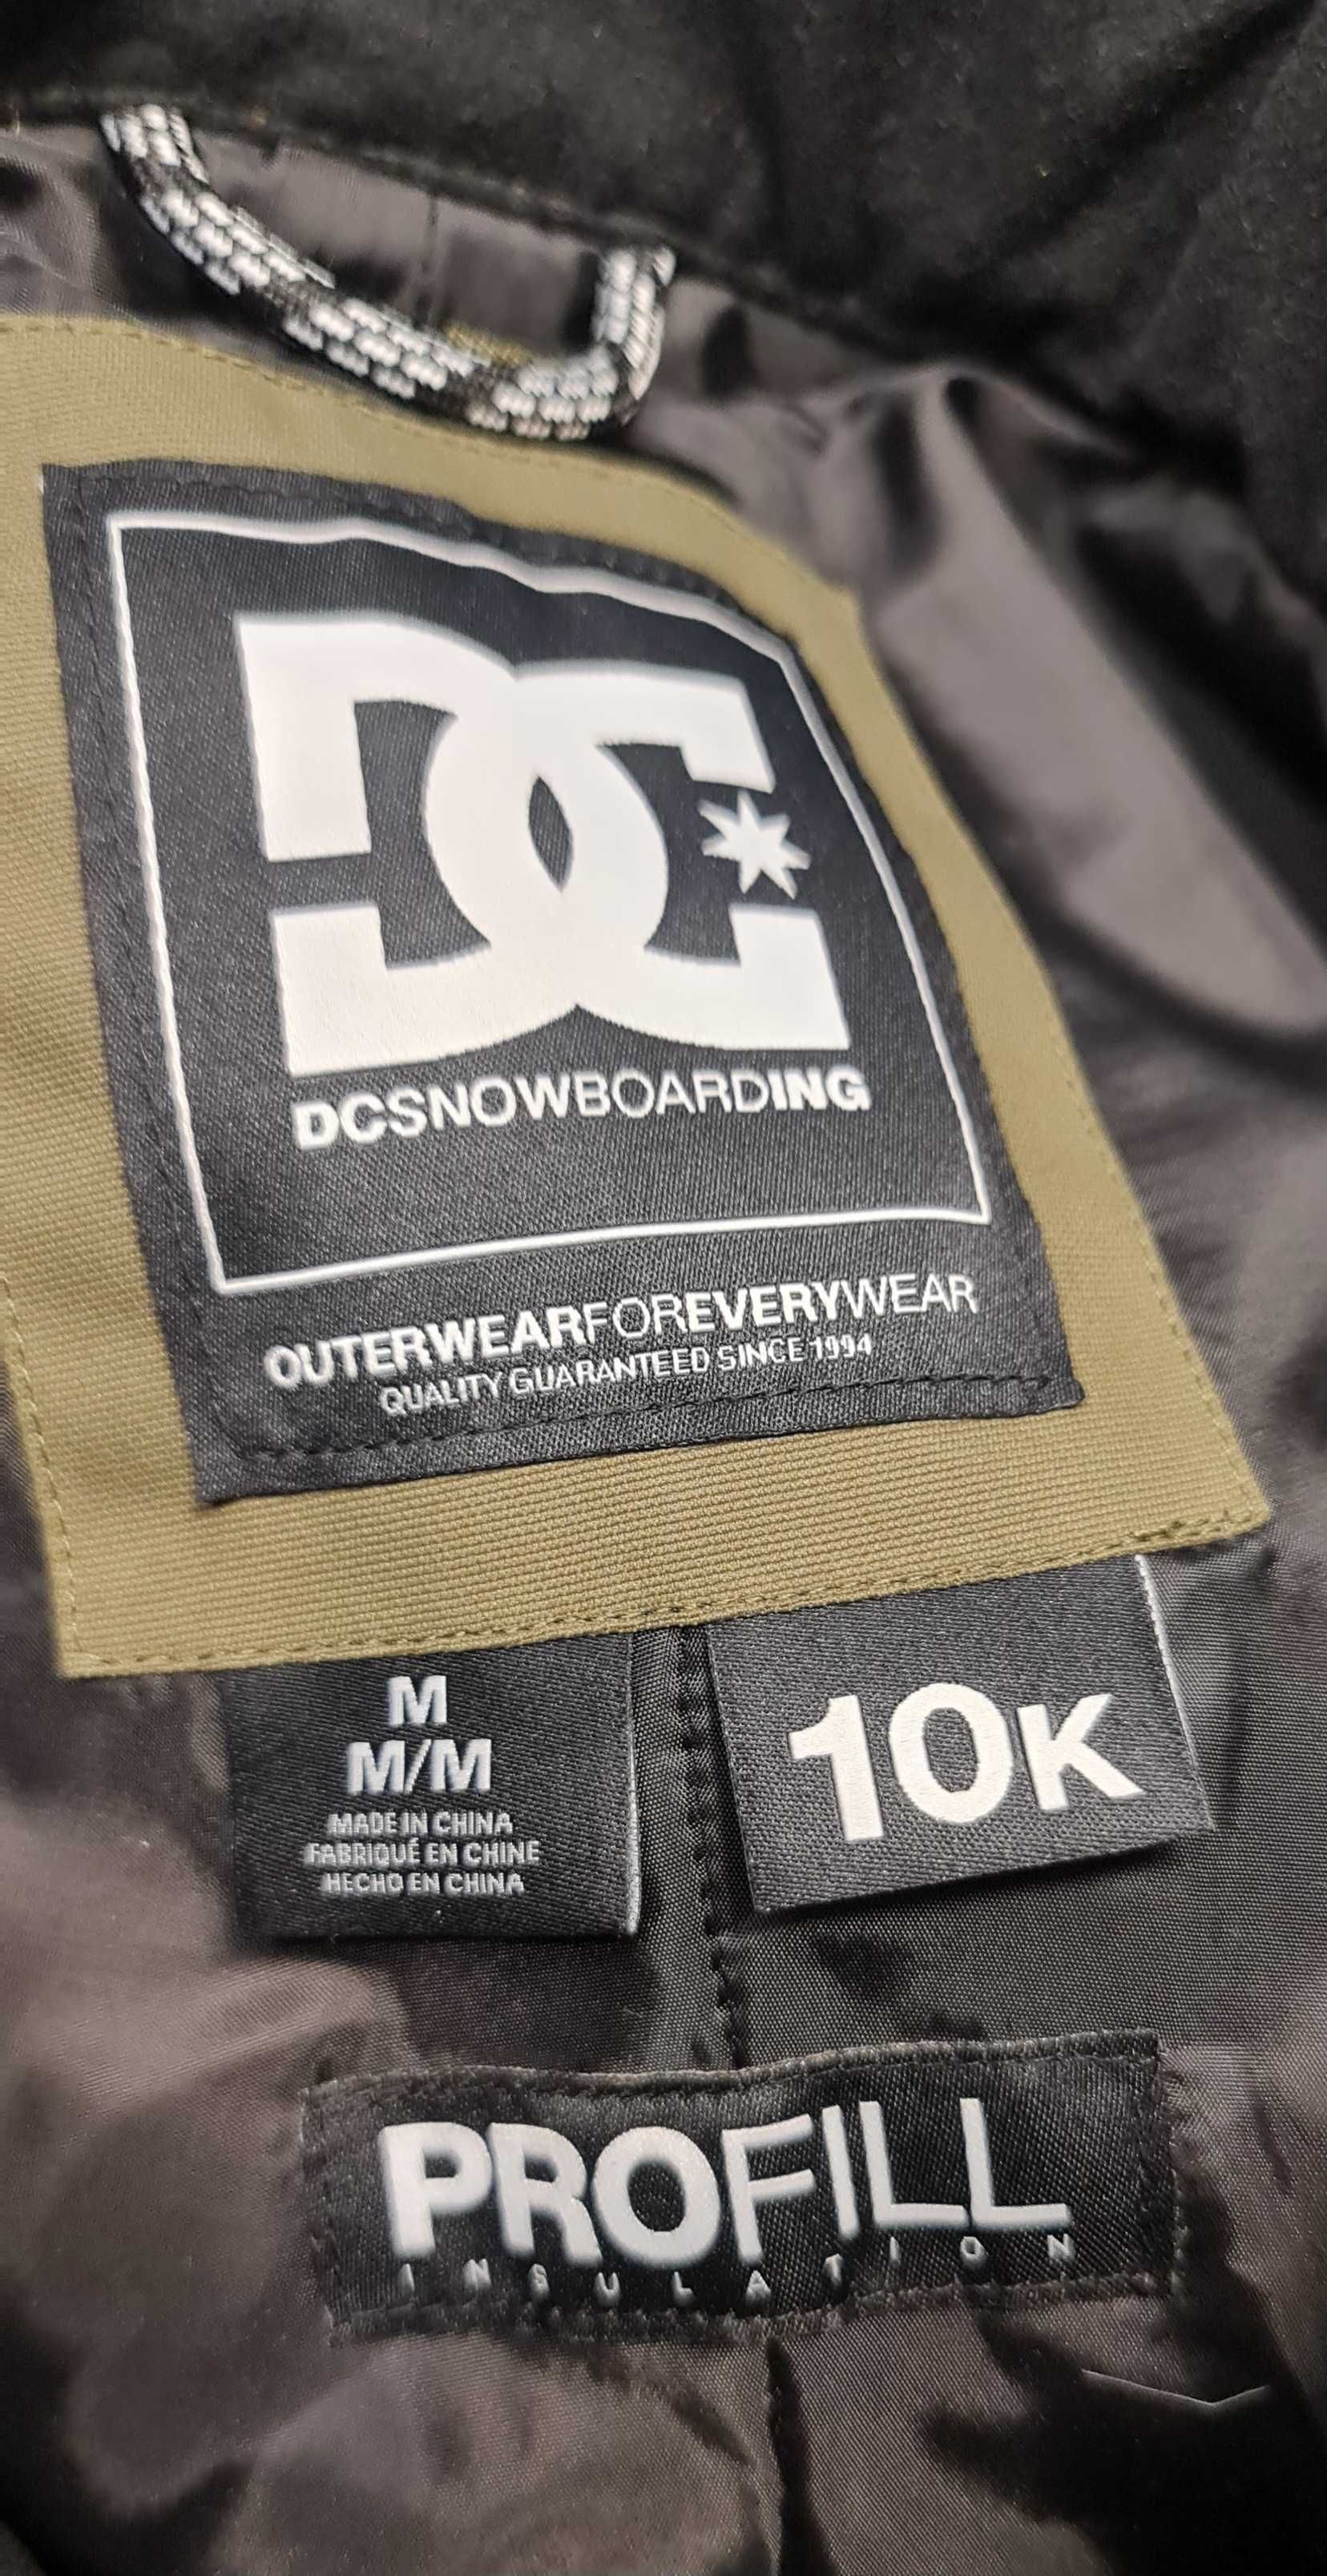 DC
DCSNOWBOARDING
OUTERWEARFOREVERYWEAR
QUALITY GUARANTEED SINCE 1994
M
M/M
MADE IN CHINA
FABRIQUÉ EN CHINE
HECHO EN CHINA
10K
PROFILL
INSULATION